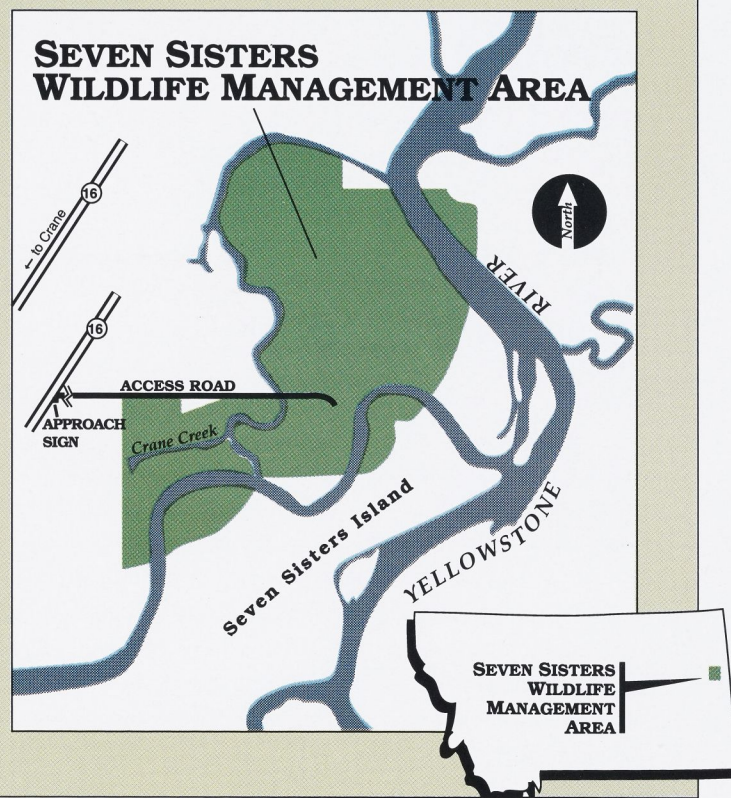 SEVEN SISTERS
WILDLIFE MANAGEMENT AREA
16
← to Crane
North
RIVER
16
ACCESS ROAD
APPROACH
SIGN
Crane Creek
Seven Sisters Island
YELLOWSTONE
SEVEN SISTERS
WILDLIFE
MANAGEMENT
AREA